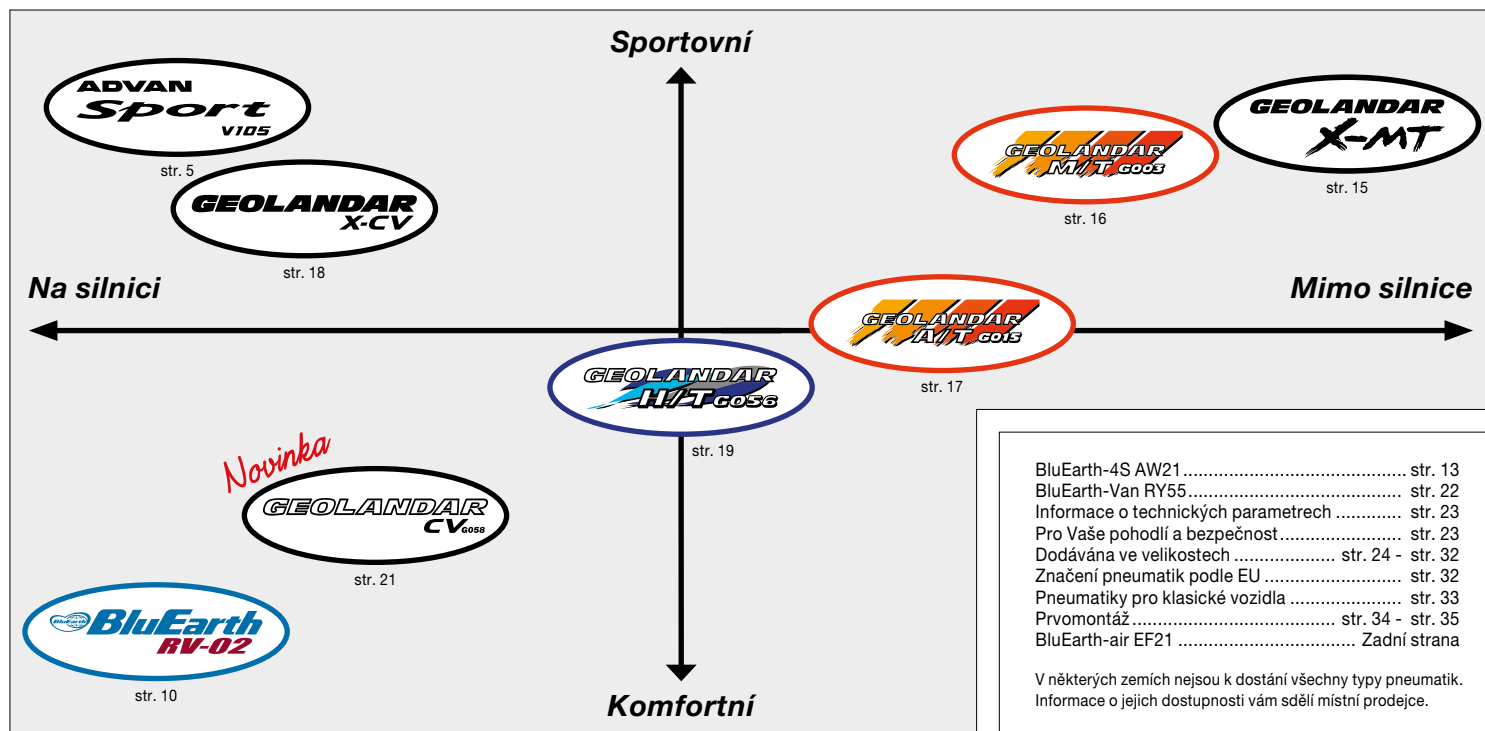 Sportovní
ADVAN
Sport
V105
str. 5
GEOLANDAR
X-CV
str. 18
GEOLANDAR
M/T G003
str. 16
GEOLANDAR
X-MT
str. 15
Na silnici
Mimo silnice
GEOLANDAR
A/T G015
str. 17
GEOLANDAR
H/T G056
str. 19
Novinka
GEOLANDAR
CV G058
str. 21
BluEarth
RV-02
str. 10
Komfortní
BluEarth-4S AW21 ......................................... str. 13
BluEarth-Van RY55 ....................................... str. 22
Informace o technických parametrech ............. str. 23
Pro Vaše pohodlí a bezpečnost ...................... str. 23
Dodávána ve velikostech ................... str. 24 - str. 32
Značení pneumatik podle EU ......................... str. 32
Pneumatiky pro klasické vozidla ..................... str. 33
Prvomontáž ..................................... str. 34 - str. 35
BluEarth-air EF21 ................................ Zadní strana
V některých zemích nejsou k dostání všechny typy pneumatik.
Informace o jejich dostupnosti vám sdělí místní prodejce.